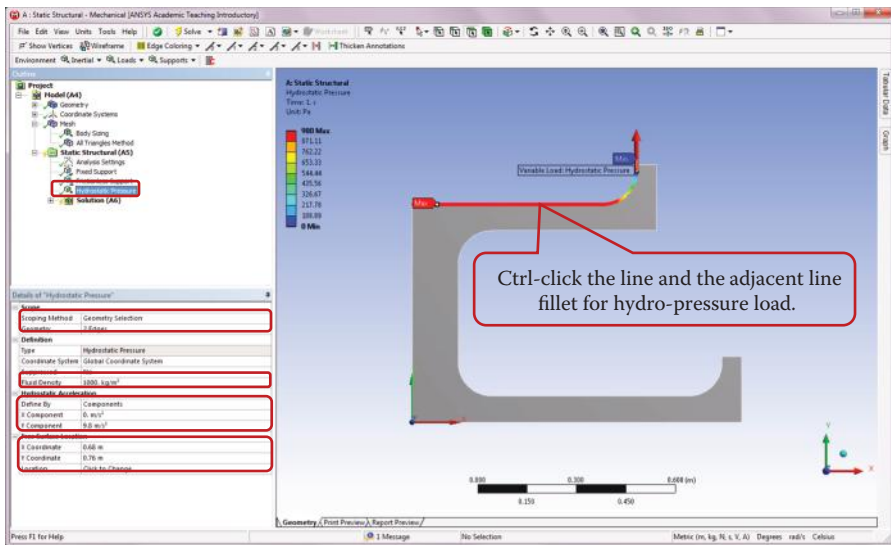 A : Static Structural - Mechanical [ANSYS Academic Teaching Introductory]
File Edit View Units Tools Help Solve
Show Vertices Wireframe Edge Coloring Thicken Annotations
Environment Inertial Loads Supports
Outline
Project
Model (A4)
Geometry
Coordinate Systems
Mesh
Body Sizing
All Triangles Method
Static Structural (A5)
Analysis Settings
Fixed Support
Hydrostatic Pressure
Solution (A6)
Details of "Hydrostatic Pressure"
Scope
Scoping Method Geometry Selection
Geometry 2 Edges
Definition
Type Hydrostatic Pressure
Coordinate System Global Coordinate System
Suppressed No
Fluid Density 1000. kg/m³
Hydrostatic Acceleration
Define By Components
X Component 0. m/s²
Y Component 9.8 m/s²
Free Surface Location
X Coordinate 0.68 m
Y Coordinate 0.76 m
Location Click to Change
A: Static Structural
Hydrostatic Pressure
Time: 1. s
Unit: Pa
980 Max
871.11
762.22
653.33
544.44
435.56
326.67
217.78
108.89
0 Min
Min
Variable Load: Hydrostatic Pressure
Max
Ctrl-click the line and the adjacent line
fillet for hydro-pressure load.
Y
X
0.000 0.300 0.600 (m)
0.150 0.450
Geometry Print Preview Report Preview
Tabular Data
Graph
Press F1 for Help 1 Message No Selection Metric (m, kg, N, s, V, A) Degrees rad/s Celsius